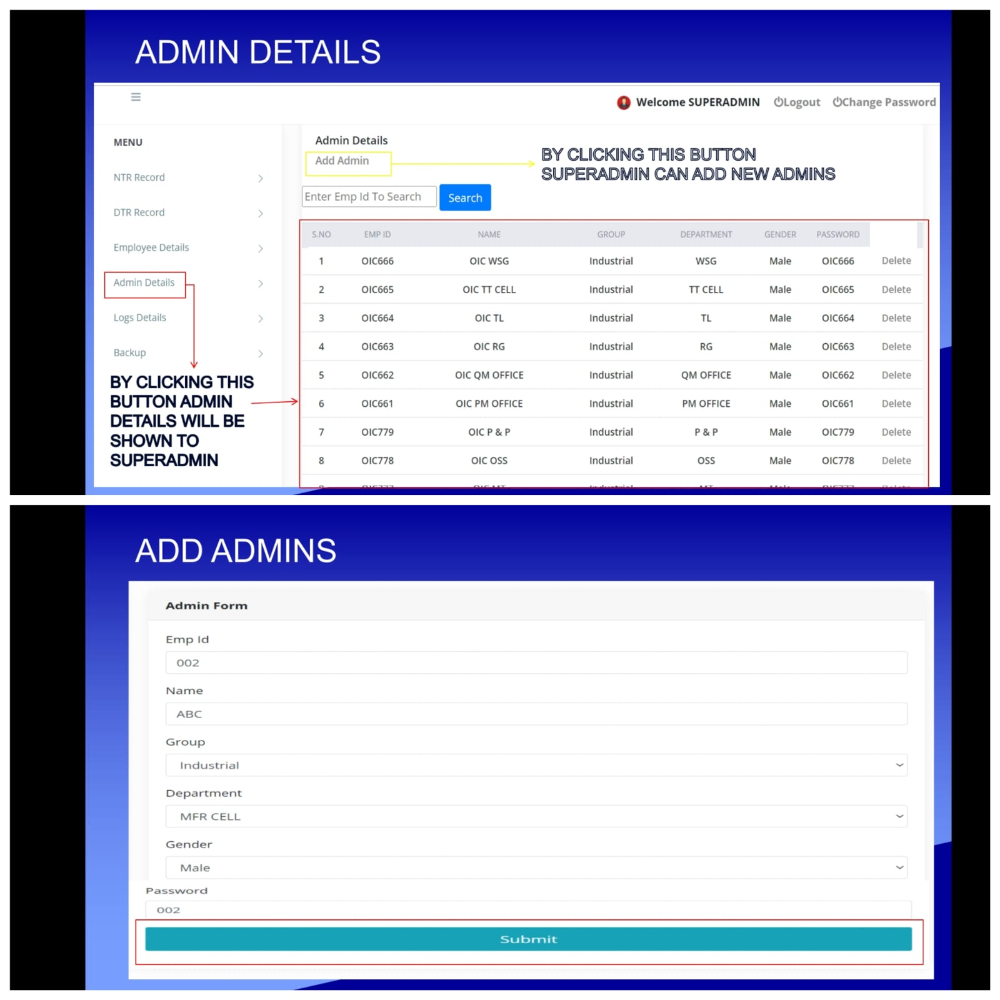 ADMIN DETAILS
Welcome SUPERADMIN Logout Change Password
MENU
NTR Record
DTR Record
Employee Details
Admin Details
Logs Details
Backup
BY CLICKING THIS
BUTTON ADMIN
DETAILS WILL BE
SHOWN TO
SUPERADMIN
Admin Details
Add Admin
BY CLICKING THIS BUTTON
SUPERADMIN CAN ADD NEW ADMINS
Enter Emp Id To Search Search
S.NO EMP ID NAME GROUP DEPARTMENT GENDER PASSWORD
1 OIC666 OIC WSG Industrial WSG Male OIC666 Delete
2 OIC665 OIC TT CELL Industrial TT CELL Male OIC665 Delete
3 OIC664 OIC TL Industrial TL Male OIC664 Delete
4 OIC663 OIC RG Industrial RG Male OIC663 Delete
5 OIC662 OIC QM OFFICE Industrial QM OFFICE Male OIC662 Delete
6 OIC661 OIC PM OFFICE Industrial PM OFFICE Male OIC661 Delete
7 OIC779 OIC P & P Industrial P & P Male OIC779 Delete
8 OIC778 OIC OSS Industrial OSS Male OIC778 Delete
ADD ADMINS
Admin Form
Emp Id
002
Name
ABC
Group
Industrial
Department
MFR CELL
Gender
Male
Password
002
Submit